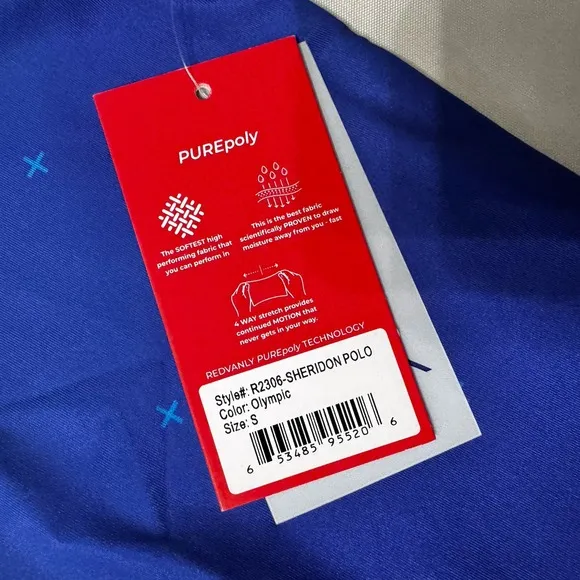 PUREpoly
The SOFTEST high
performing fabric that
you can perform in
This is the best fabric
scientifically PROVEN to draw
moisture away from you - fast
4 WAY stretch provides
continued MOTION that
never gets in your way.
REDVANLY PUREpoly TECHNOLOGY
Style#: R2306-SHERIDON POLO
Color: Olympic
Size: S
6 53485 95520 6